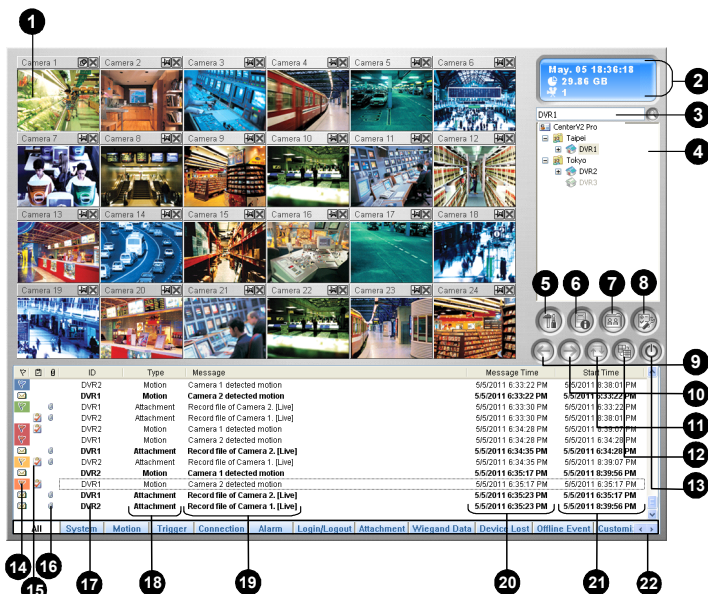 1
Camera 1 Camera 2 Camera 3 Camera 4 Camera 5 Camera 6
May. 05 18:36:18
29.86 GB
1
2
DVR1
3
CenterV2 Pro
4
Taipei
DVR1
Tokyo
DVR2
DVR3
Camera 7 Camera 8 Camera 9 Camera 10 Camera 11 Camera 12
Camera 13 Camera 14 Camera 15 Camera 16 Camera 17 Camera 18
Camera 19 Camera 20 Camera 21 Camera 22 Camera 23 Camera 24
5 6 7 8
9
10
11
12
13
ID Type Message Message Time Start Time
DVR2 Motion Camera 1 detected motion 5/5/2011 6:33:22 PM 5/5/2011 8:38:01 PM
DVR1 Motion Camera 2 detected motion 5/5/2011 6:33:22 PM 5/5/2011 6:33:22 PM
DVR1 Attachment Record file of Camera 2. [Live] 5/5/2011 6:33:30 PM 5/5/2011 6:33:22 PM
DVR2 Attachment Record file of Camera 1. [Live] 5/5/2011 6:33:30 PM 5/5/2011 8:38:01 PM
DVR2 Motion Camera 1 detected motion 5/5/2011 6:34:28 PM 5/5/2011 8:39:07 PM
DVR1 Motion Camera 2 detected motion 5/5/2011 6:34:28 PM 5/5/2011 6:34:28 PM
DVR1 Attachment Record file of Camera 2. [Live] 5/5/2011 6:34:35 PM 5/5/2011 6:34:28 PM
DVR2 Attachment Record file of Camera 1. [Live] 5/5/2011 6:34:35 PM 5/5/2011 8:39:07 PM
DVR2 Motion Camera 1 detected motion 5/5/2011 6:35:17 PM 5/5/2011 8:39:56 PM
DVR1 Motion Camera 2 detected motion 5/5/2011 6:35:17 PM 5/5/2011 6:35:17 PM
DVR1 Attachment Record file of Camera 2. [Live] 5/5/2011 6:35:23 PM 5/5/2011 6:35:17 PM
DVR2 Attachment Record file of Camera 1. [Live] 5/5/2011 6:35:23 PM 5/5/2011 8:39:56 PM
All System Motion Trigger Connection Alarm Login/Logout Attachment Wiegand Data Device Lost Offline Event Customi
14 15 16 17 18 19 20 21 22